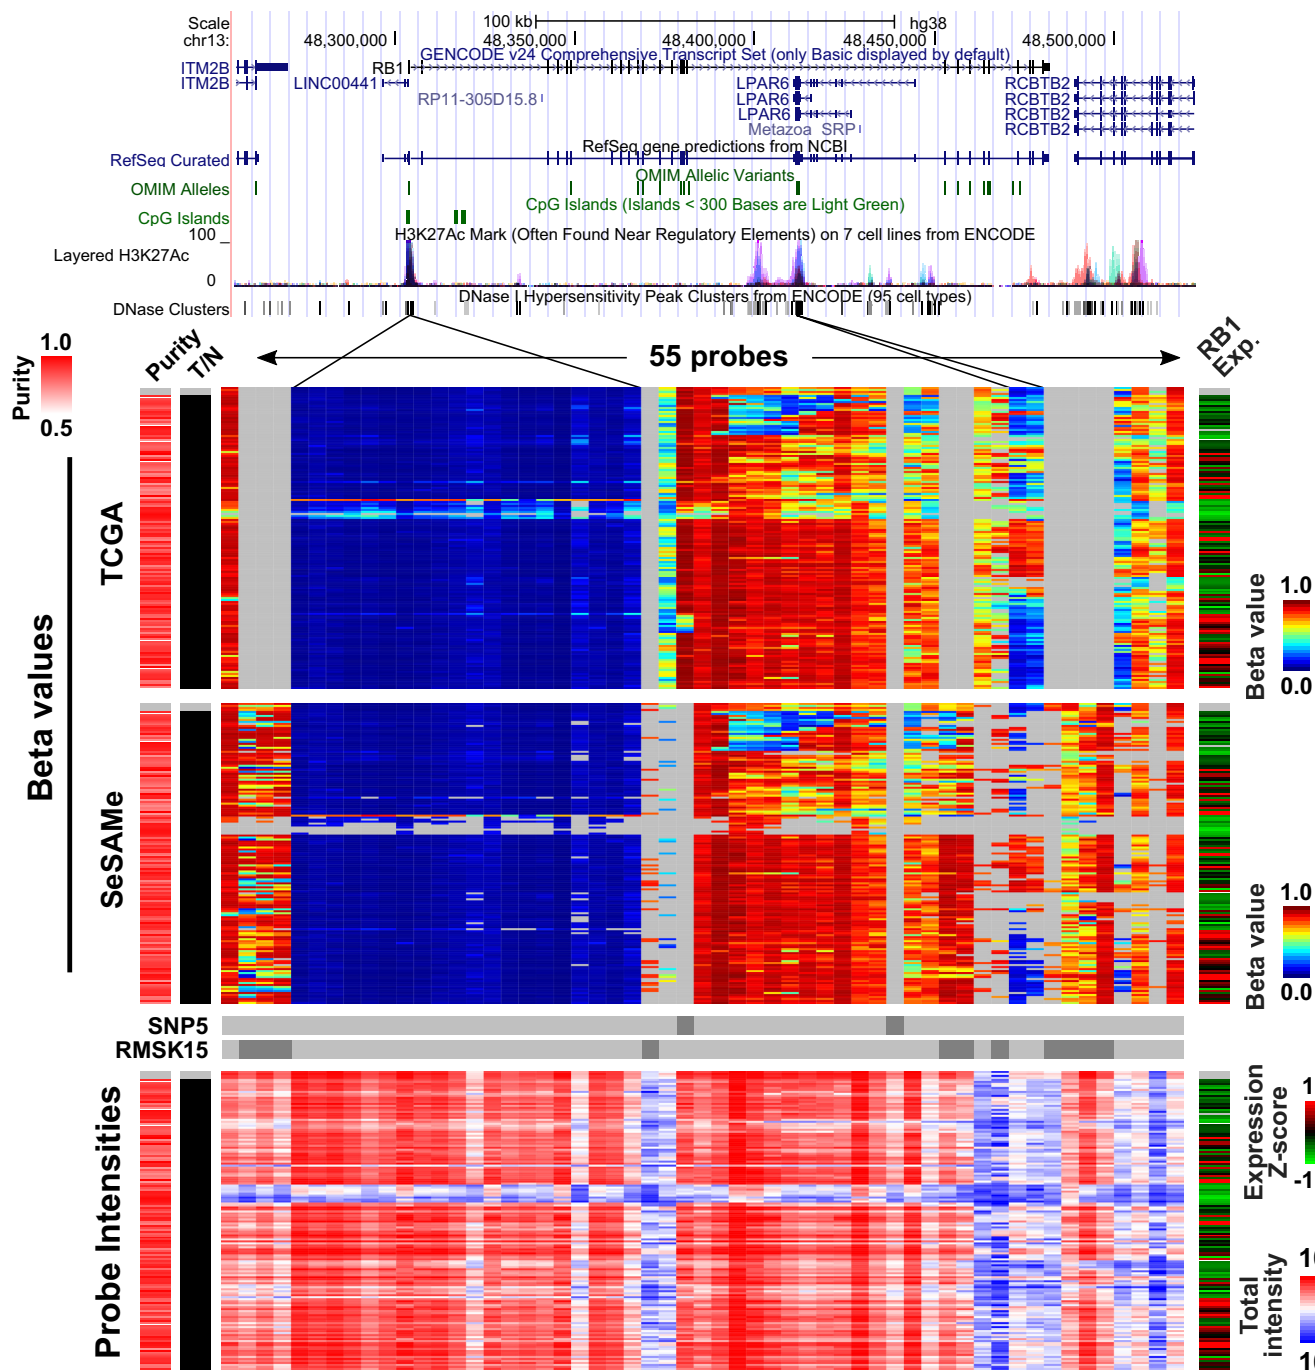 Scale 100 kb hg38
chr13: 48,300,000 48,350,000 48,400,000 48,450,000 48,500,000
GENCODE v24 Comprehensive Transcript Set (only Basic displayed by default)
ITM2B RB1
ITM2B LINC00441 LPAR6 RCBTB2
RP11-305D15.8 LPAR6 RCBTB2
LPAR6 RCBTB2
Metazoa SRP RCBTB2
RefSeq gene predictions from NCBI
RefSeq Curated
OMIM Allelic Variants
OMIM Alleles
CpG Islands (Islands < 300 Bases are Light Green)
CpG Islands
100
H3K27Ac Mark (Often Found Near Regulatory Elements) on 7 cell lines from ENCODE
Layered H3K27Ac
0
DNase I Hypersensitivity Peak Clusters from ENCODE (95 cell types)
DNase Clusters
Purity
1.0
0.5
Purity
T/N
55 probes
RB1
Exp.
Beta values
TCGA
Beta value
1.0
0.0
SeSAMe
Beta value
1.0
0.0
SNP5
RMSK15
Probe Intensities
Expression
Z-score
1
-1
Total
intensity